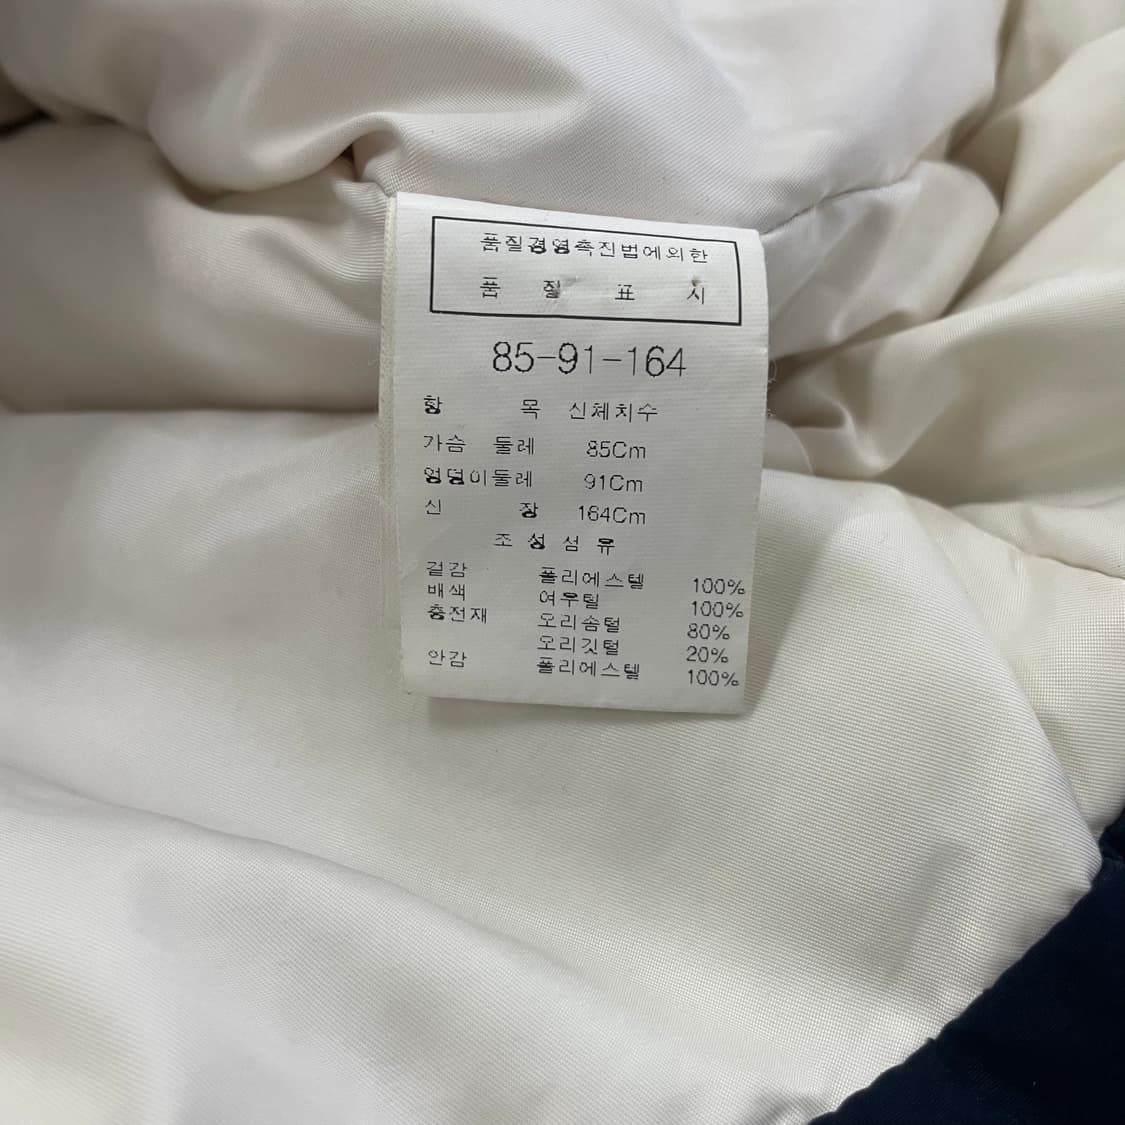 품질경영촉진법에의한
품 질 표 시
85-91-164
항 목 신체치수
가슴 둘레 85Cm
엉덩이둘레 91Cm
신 장 164Cm
조 성 섬 유
겉감 폴리에스텔 100%
배색 여우털 100%
충전재 오리솜털 80%
오리깃털 20%
안감 폴리에스텔 100%